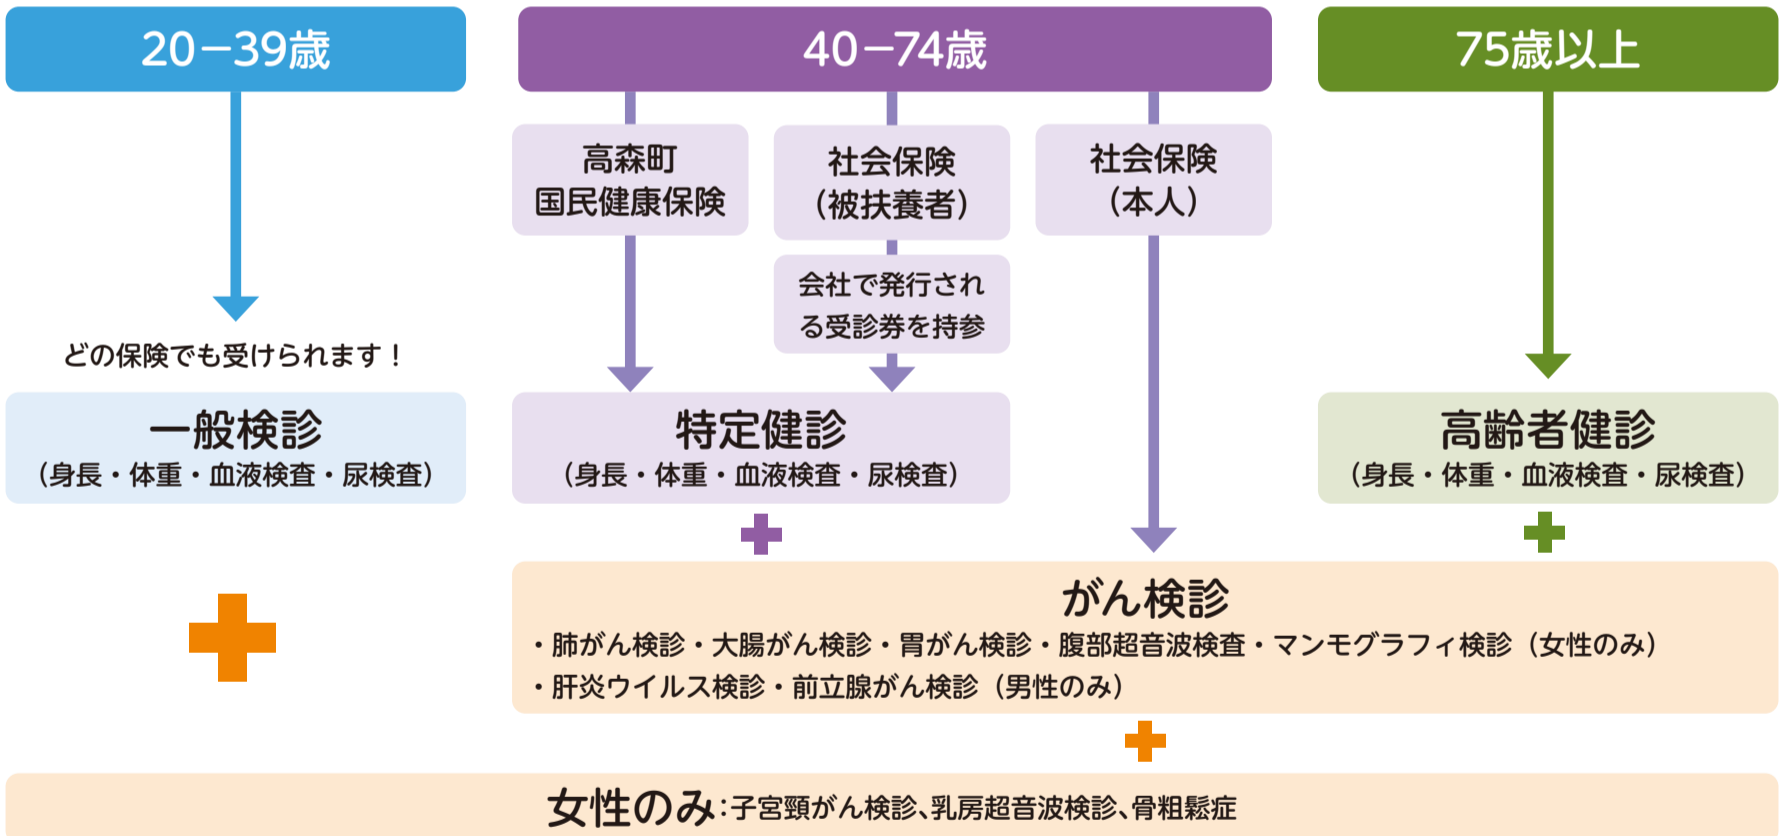 20－39歳
40－74歳
75歳以上
高森町
国民健康保険
社会保険
（被扶養者）
社会保険
（本人）
会社で発行され
る受診券を持参
どの保険でも受けられます！
一般検診
（身長・体重・血液検査・尿検査）
特定健診
（身長・体重・血液検査・尿検査）
高齢者健診
（身長・体重・血液検査・尿検査）
がん検診
・肺がん検診・大腸がん検診・胃がん検診・腹部超音波検査・マンモグラフィ検診（女性のみ）
・肝炎ウイルス検診・前立腺がん検診（男性のみ）
女性のみ：子宮頸がん検診、乳房超音波検診、骨粗鬆症